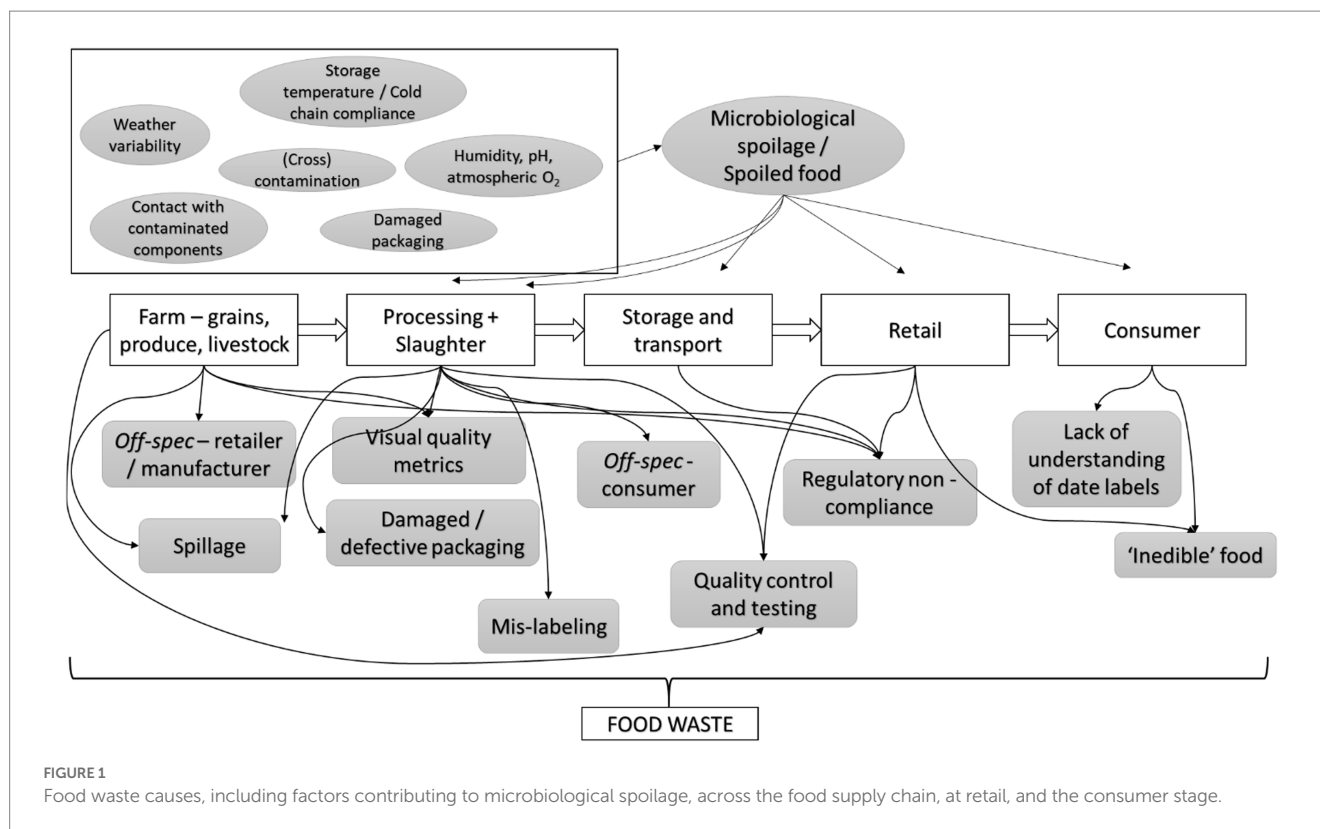 Storage
temperature / Cold
chain compliance
Weather
variability
(Cross)
contamination
Humidity, pH,
atmospheric O₂
Contact with
contaminated
components
Damaged
packaging
Microbiological
spoilage /
Spoiled food
Farm – grains,
produce, livestock
Processing +
Slaughter
Storage and
transport
Retail
Consumer
Off-spec – retailer
/ manufacturer
Visual quality
metrics
Off-spec -
consumer
Regulatory non -
compliance
Lack of
understanding
of date labels
Spillage
Damaged /
defective packaging
'Inedible' food
Quality control
and testing
Mis-labeling
FOOD WASTE
FIGURE 1
Food waste causes, including factors contributing to microbiological spoilage, across the food supply chain, at retail, and the consumer stage.